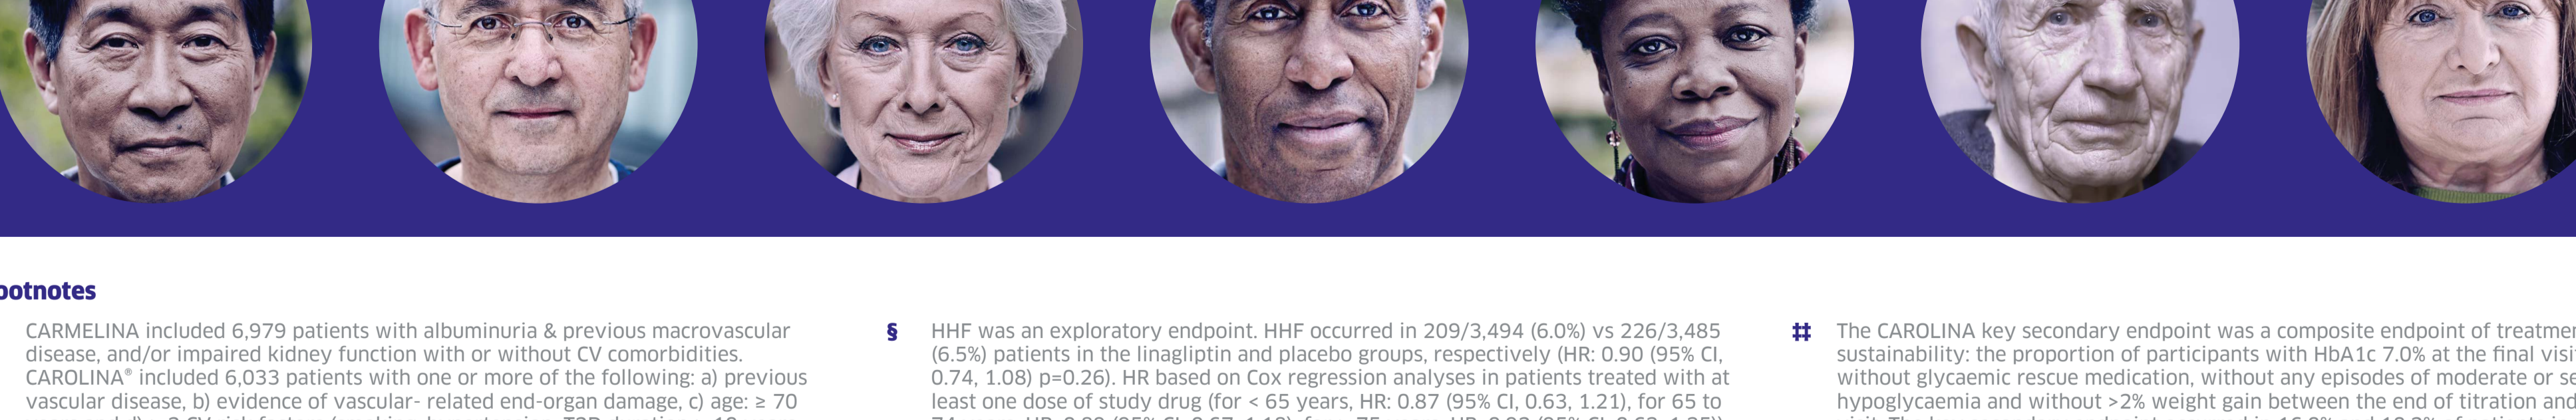 ootnotes
CARMELINA included 6,979 patients with albuminuria & previous macrovascular
disease, and/or impaired kidney function with or without CV comorbidities.
CAROLINA® included 6,033 patients with one or more of the following: a) previous
vascular disease, b) evidence of vascular- related end-organ damage, c) age: ≥ 70
§ HHF was an exploratory endpoint. HHF occurred in 209/3,494 (6.0%) vs 226/3,485
(6.5%) patients in the linagliptin and placebo groups, respectively (HR: 0.90 (95% CI,
0.74, 1.08) p=0.26). HR based on Cox regression analyses in patients treated with at
least one dose of study drug (for < 65 years, HR: 0.87 (95% CI, 0.63, 1.21), for 65 to
‡‡ The CAROLINA key secondary endpoint was a composite endpoint of treatme
sustainability: the proportion of participants with HbA1c 7.0% at the final visi
without glycaemic rescue medication, without any episodes of moderate or se
hypoglycaemia and without >2% weight gain between the end of titration and